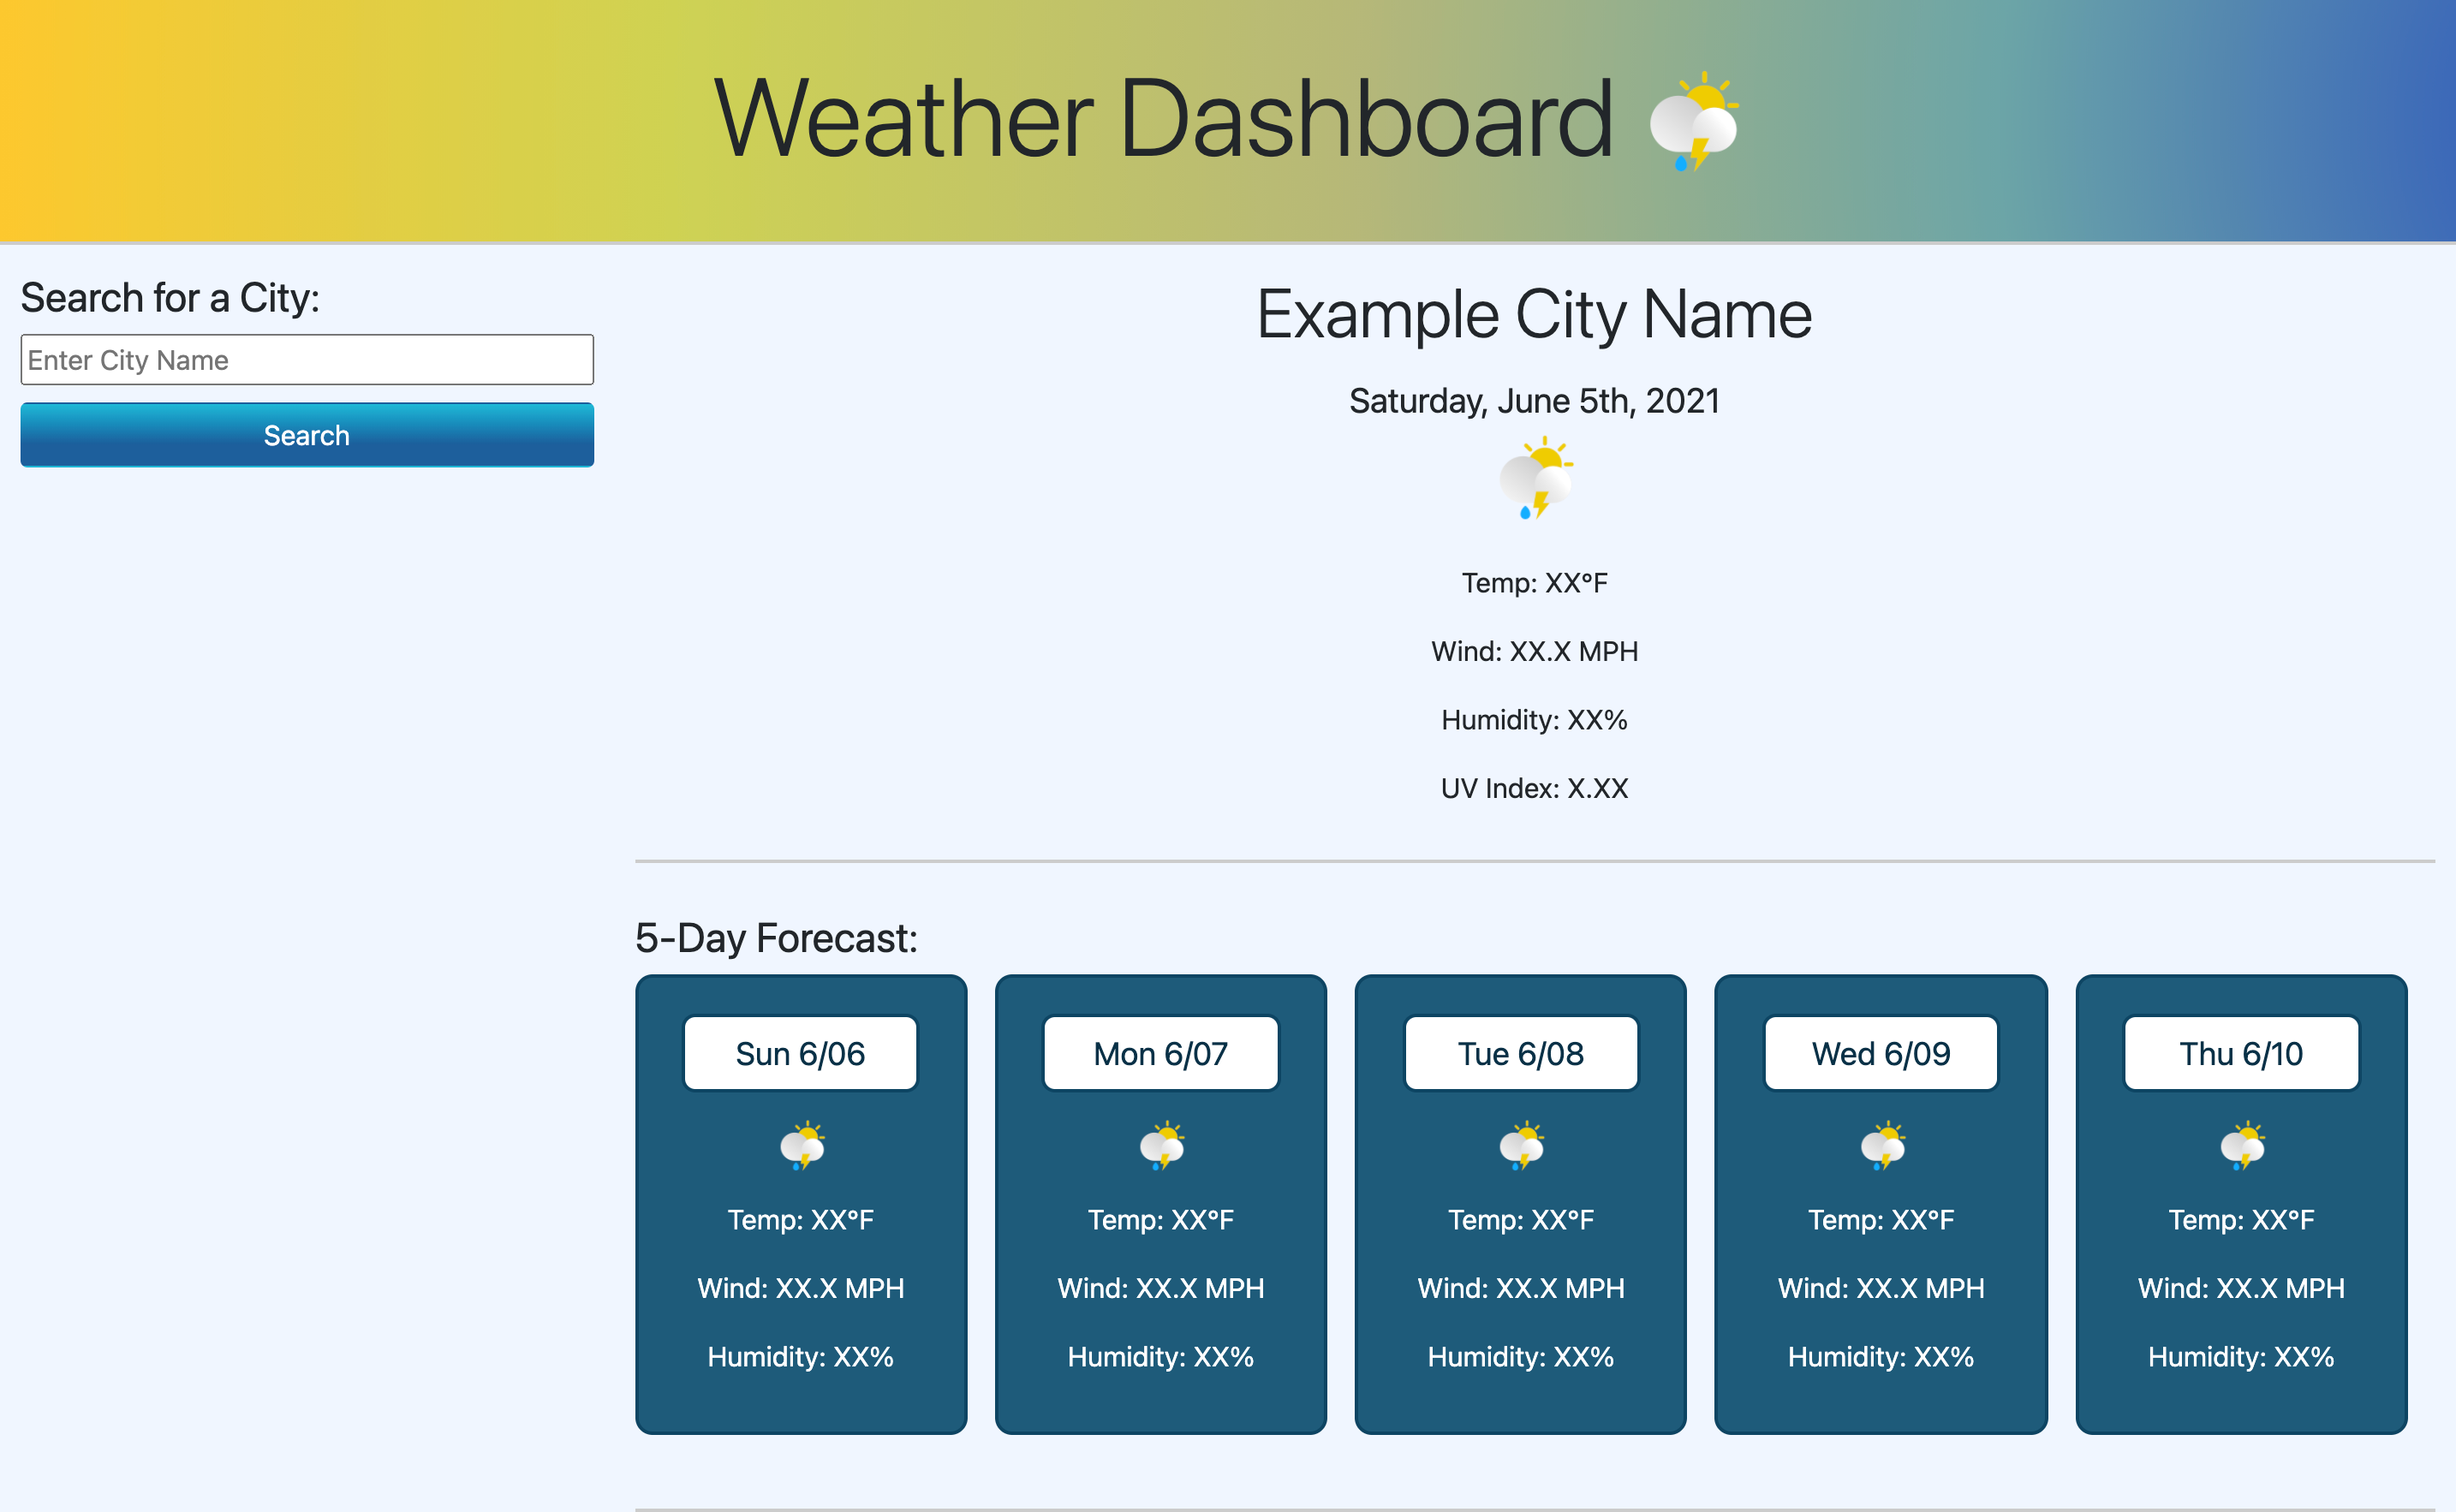 Weather Dashboard
Search for a City:
Enter City Name
Search
Example City Name
Saturday, June 5th, 2021
Temp: XX°F
Wind: XX.X MPH
Humidity: XX%
UV Index: X.XX
5-Day Forecast:
Sun 6/06
Temp: XX°F
Wind: XX.X MPH
Humidity: XX%
Mon 6/07
Temp: XX°F
Wind: XX.X MPH
Humidity: XX%
Tue 6/08
Temp: XX°F
Wind: XX.X MPH
Humidity: XX%
Wed 6/09
Temp: XX°F
Wind: XX.X MPH
Humidity: XX%
Thu 6/10
Temp: XX°F
Wind: XX.X MPH
Humidity: XX%